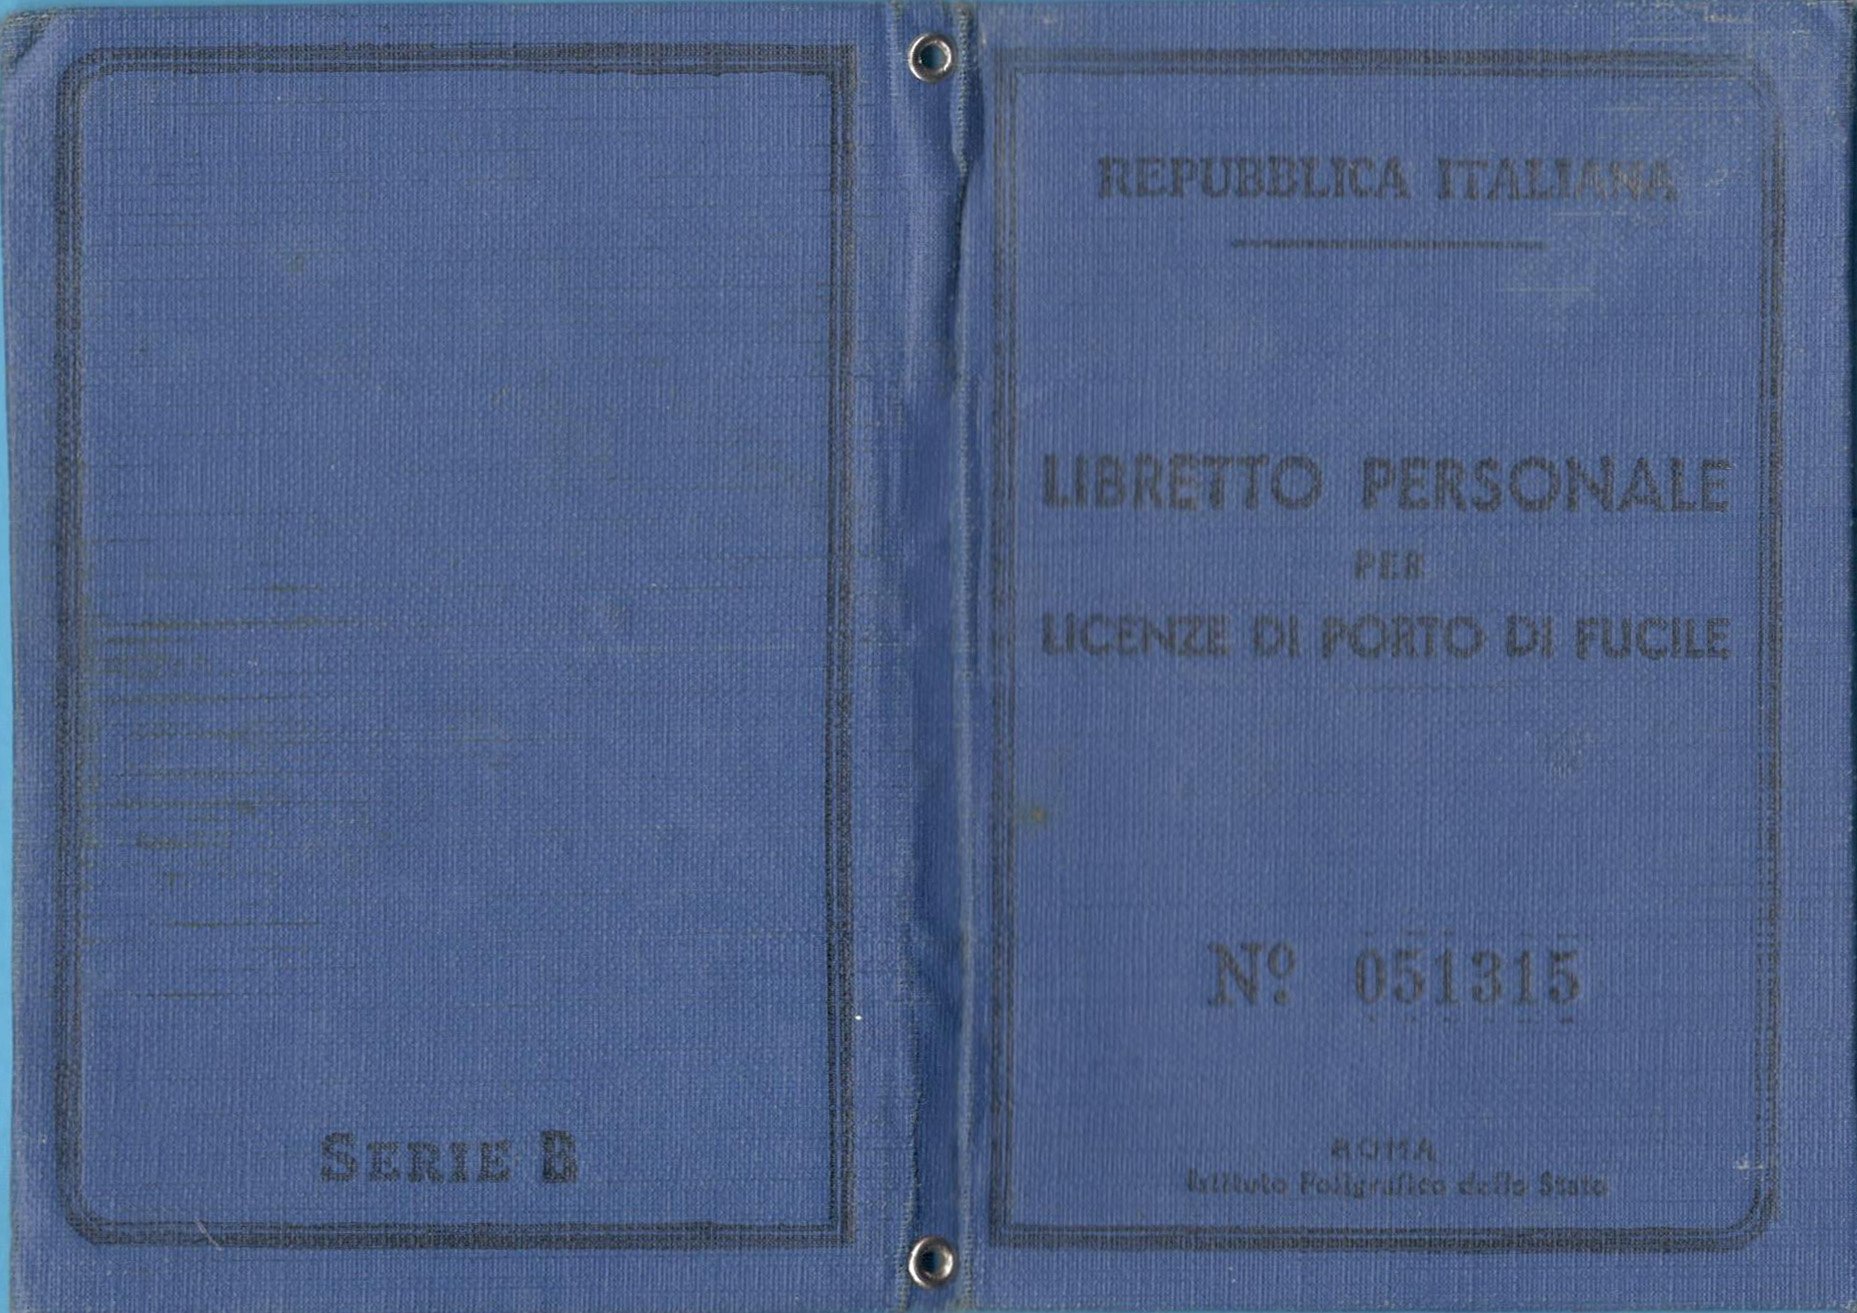 SERIE B
REPUBBLICA ITALIANA
LIBRETTO PERSONALE
PER
LICENZE DI PORTO DI FUCILE
Nº 051315
ROMA
Istituto Poligrafico dello Stato